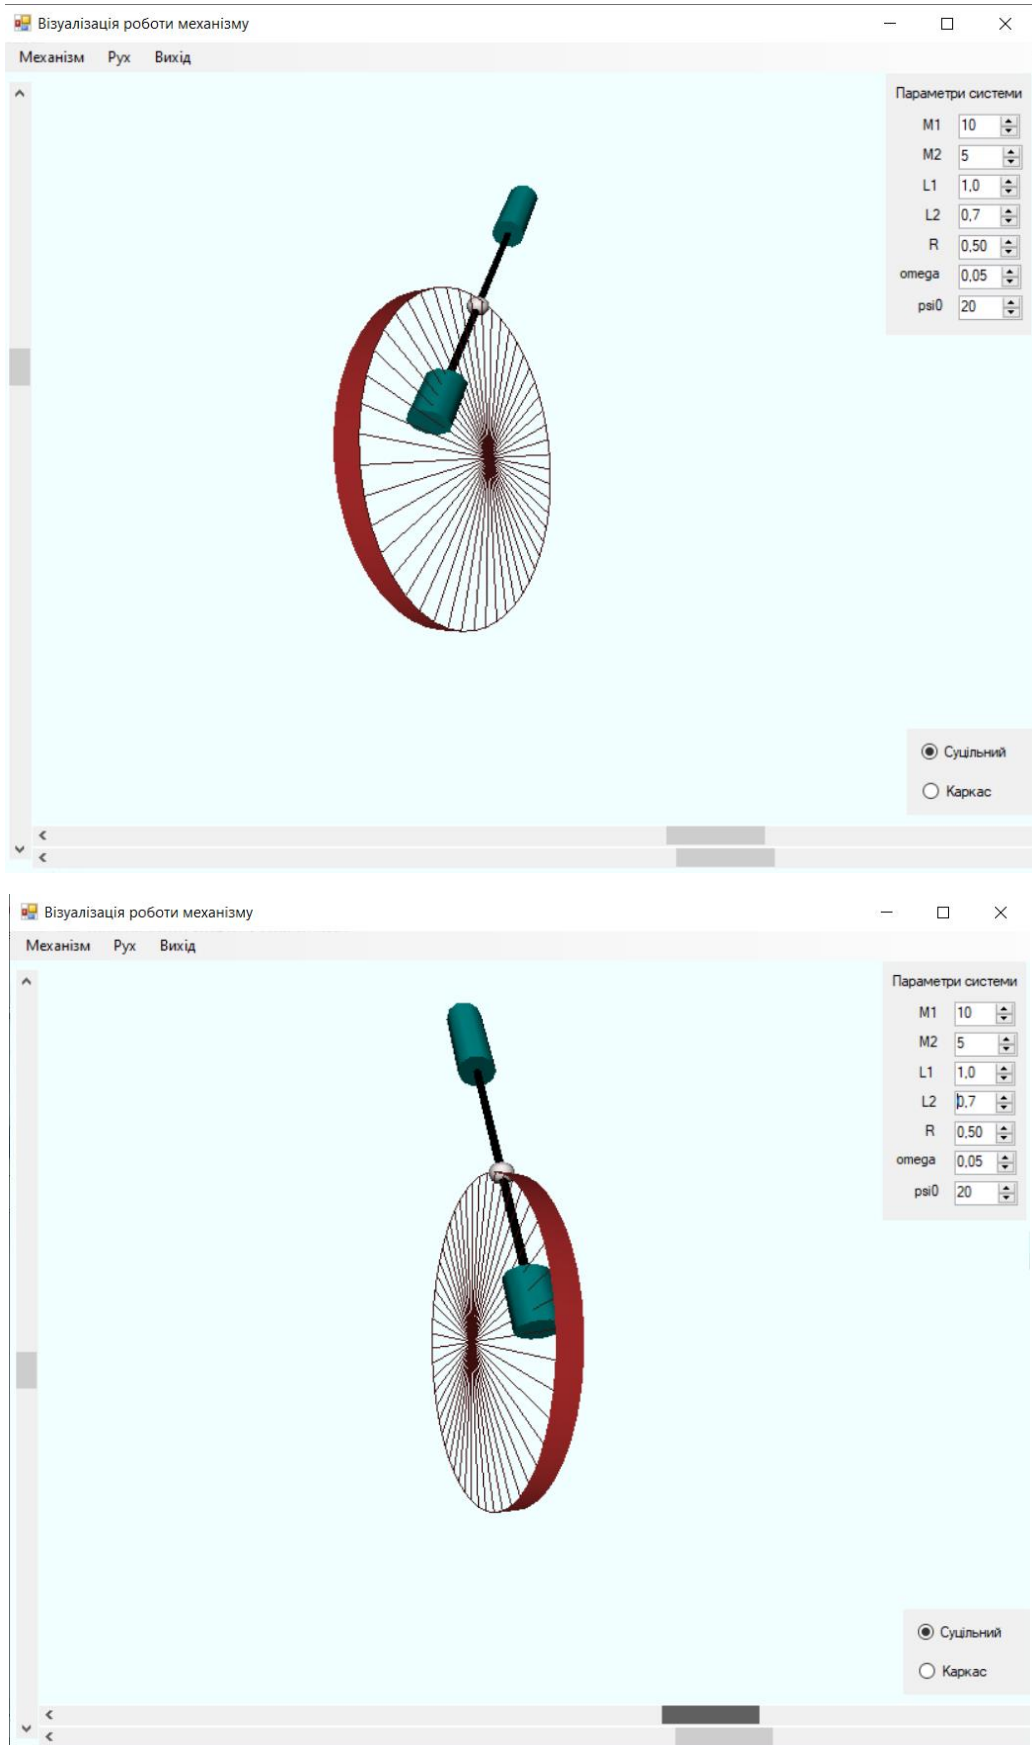 Візуалізація роботи механізму
Механізм Рух Вихід
Параметри системи
M1 10
M2 5
L1 1,0
L2 0,7
R 0,50
omega 0,05
psi0 20
Суцільний
Каркас
Візуалізація роботи механізму
Механізм Рух Вихід
Параметри системи
M1 10
M2 5
L1 1,0
L2 0,7
R 0,50
omega 0,05
psi0 20
Суцільний
Каркас